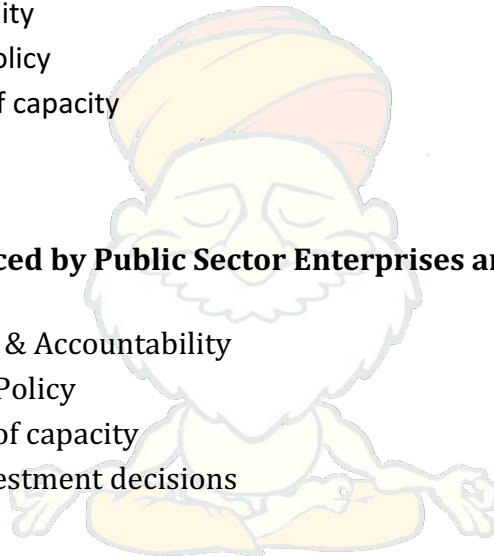 ity
olicy
f capacity
ced by Public Sector Enterprises ar
& Accountability
Policy
of capacity
estment decisions